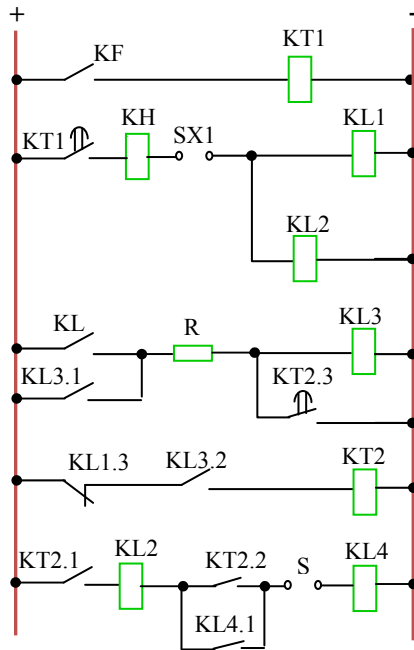 + -
KF KT1
KT1 KH SX1 KL1
KL2
KL R KL3
KL3.1 KT2.3
KL1.3 KL3.2 KT2
KT2.1 KL2 KT2.2 S KL4
KL4.1